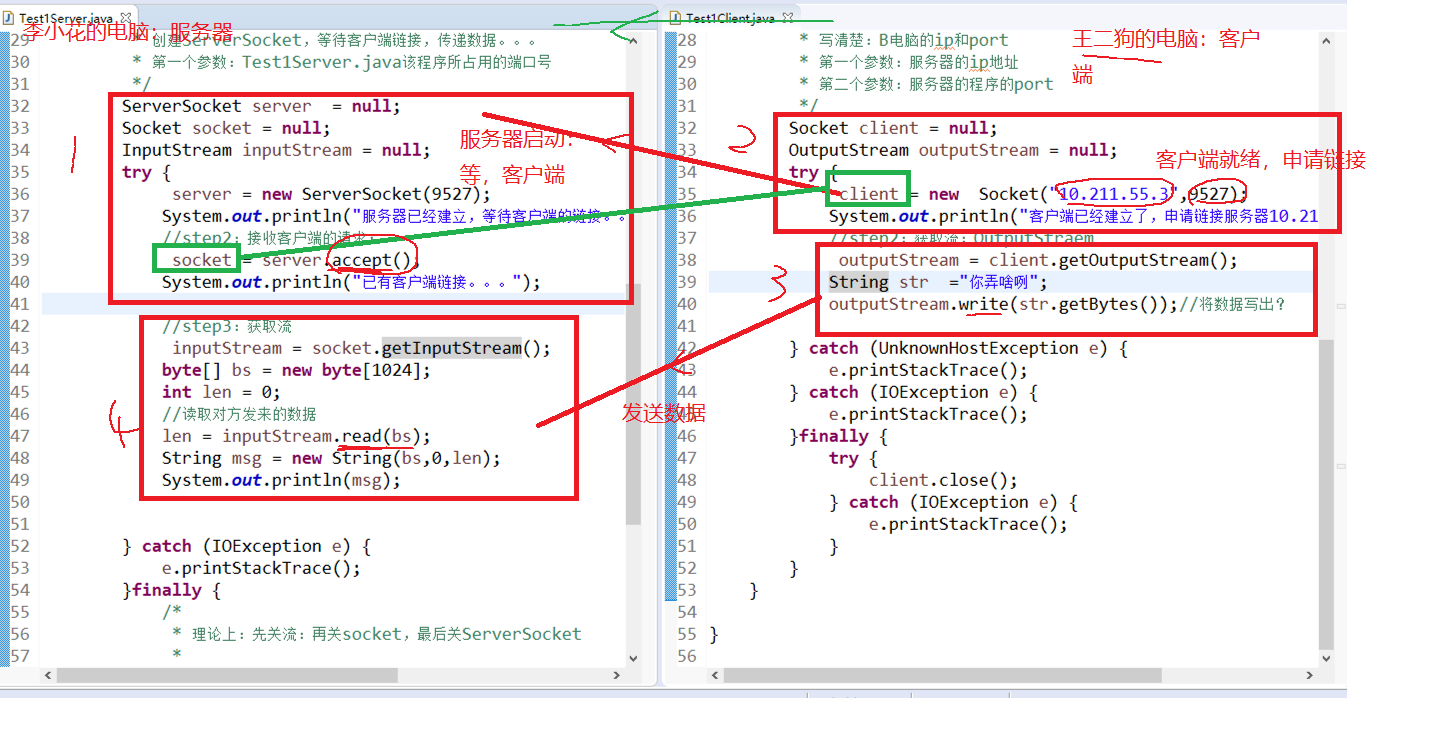 Test1Server.java
李小花的电脑：服务器
29 创建ServerSocket，等待客户端链接，传递数据。。。
30 * 第一个参数：Test1Server.java该程序所占用的端口号
31 */
32 ServerSocket server = null;
33 Socket socket = null;
34 InputStream inputStream = null;
35 try {
36 server = new ServerSocket(9527);
37 System.out.println("服务器已经建立，等待客户端的链接。。
38 //step2：接收客户端的请求
39 socket = server.accept()
40 System.out.println("已有客户端链接。。。");
41
42 //step3：获取流
43 inputStream = socket.getInputStream();
44 byte[] bs = new byte[1024];
45 int len = 0;
46 //读取对方发来的数据
47 len = inputStream.read(bs);
48 String msg = new String(bs,0,len);
49 System.out.println(msg);
50
51
52 } catch (IOException e) {
53 e.printStackTrace();
54 }finally {
55 /*
56 * 理论上：先关流：再关socket，最后关ServerSocket
57 *
1
服务器启动：
等，客户端
4
发送数据
Test1Client.java
王二狗的电脑：客户
端
28 * 写清楚：B电脑的ip和port
29 * 第一个参数：服务器的ip地址
30 * 第二个参数：服务器的程序的port
31 */
32 Socket client = null;
33 OutputStream outputStream = null;
34 try {
35 client = new Socket("10.211.55.3",9527);
36 System.out.println("客户端已经建立了，申请链接服务器10.21
37 //step2：获取流：OutputStraem
38 outputStream = client.getOutputStream();
39 String str ="你弄啥咧";
40 outputStream.write(str.getBytes());//将数据写出？
41
42 } catch (UnknownHostException e) {
43 e.printStackTrace();
44 } catch (IOException e) {
45 e.printStackTrace();
46 }finally {
47 try {
48 client.close();
49 } catch (IOException e) {
50 e.printStackTrace();
51 }
52 }
53 }
54
55 }
56
2
客户端就绪，申请链接
3